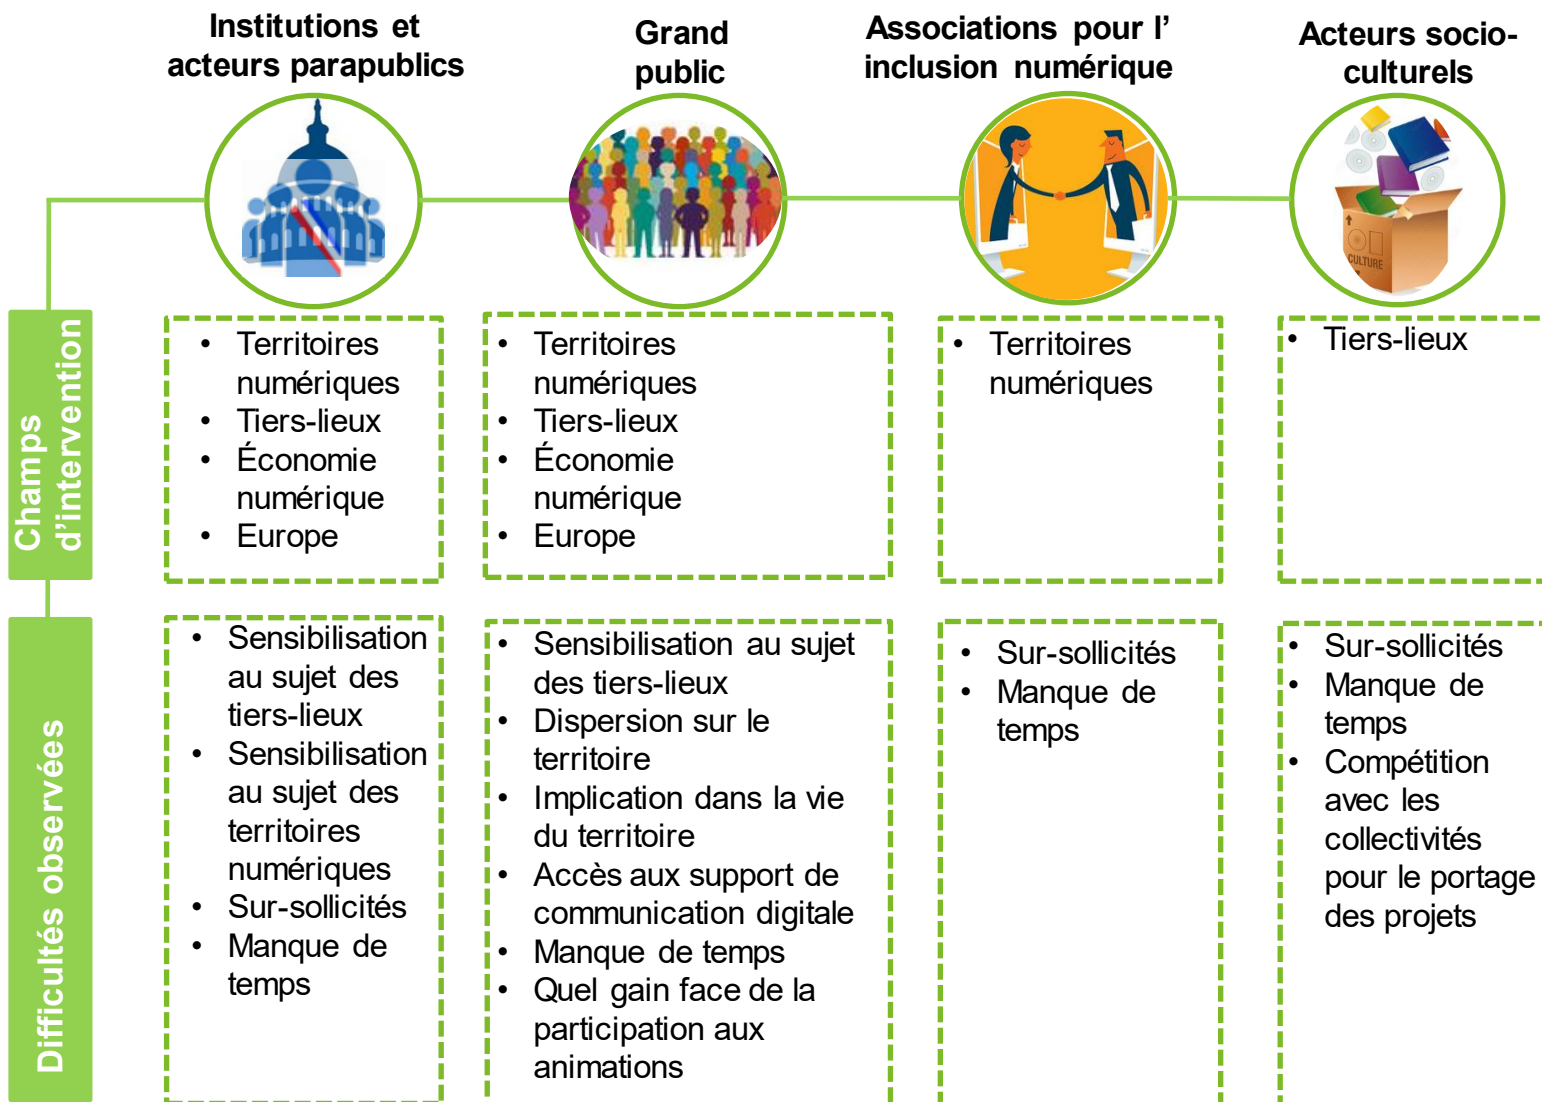 Institutions et
acteurs parapublics
Grand
public
Associations pour l'
inclusion numérique
Acteurs socio-
culturels
CULTURE
Champs
d'intervention
• Territoires
numériques
• Tiers-lieux
• Économie
numérique
• Europe
• Territoires
numériques
• Tiers-lieux
• Économie
numérique
• Europe
• Territoires
numériques
• Tiers-lieux
Difficultés observées
• Sensibilisation
au sujet des
tiers-lieux
• Sensibilisation
au sujet des
territoires
numériques
• Sur-sollicités
• Manque de
temps
• Sensibilisation au sujet
des tiers-lieux
• Dispersion sur le
territoire
• Implication dans la vie
du territoire
• Accès aux support de
communication digitale
• Manque de temps
• Quel gain face de la
participation aux
animations
• Sur-sollicités
• Manque de
temps
• Sur-sollicités
• Manque de
temps
• Compétition
avec les
collectivités
pour le portage
des projets